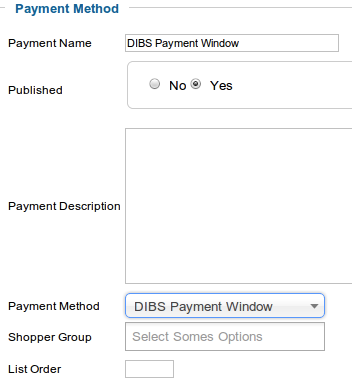 Payment Method
Payment Name DIBS Payment Window
Published No Yes
Payment Description
Payment Method DIBS Payment Window
Shopper Group Select Somes Options
List Order